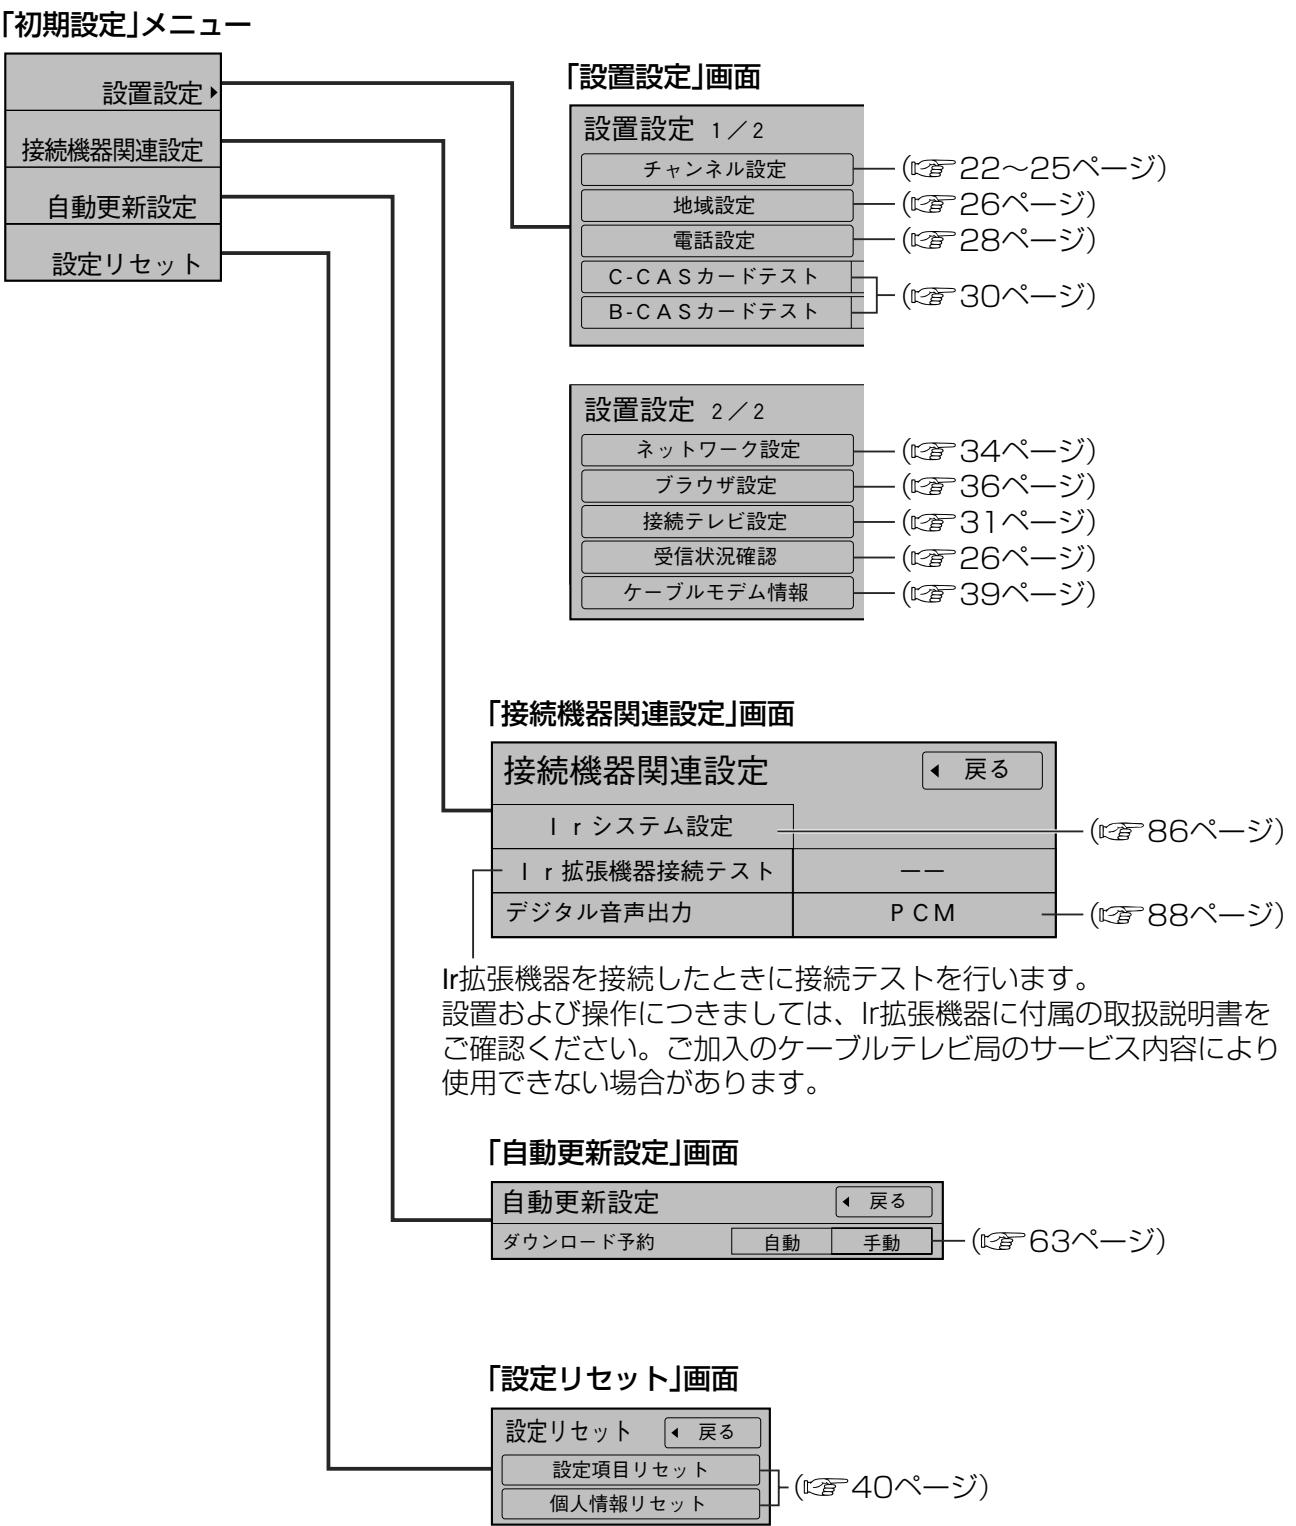 「初期設定」メニュー
設置設定
接続機器関連設定
自動更新設定
設定リセット
「設置設定」画面
設置設定 1／2
チャンネル設定
(☞22～25ページ)
地域設定
(☞26ページ)
電話設定
(☞28ページ)
C-CASカードテスト
B-CASカードテスト
(☞30ページ)
設置設定 2／2
ネットワーク設定
(☞34ページ)
ブラウザ設定
(☞36ページ)
接続テレビ設定
(☞31ページ)
受信状況確認
(☞26ページ)
ケーブルモデム情報
(☞39ページ)
「接続機器関連設定」画面
接続機器関連設定
戻る
Ｉｒシステム設定
(☞86ページ)
Ｉｒ拡張機器接続テスト
――
デジタル音声出力
ＰＣＭ
(☞88ページ)
Ir拡張機器を接続したときに接続テストを行います。
設置および操作につきましては、Ir拡張機器に付属の取扱説明書を
ご確認ください。ご加入のケーブルテレビ局のサービス内容により
使用できない場合があります。
「自動更新設定」画面
自動更新設定
戻る
ダウンロード予約
自動
手動
(☞63ページ)
「設定リセット」画面
設定リセット
戻る
設定項目リセット
個人情報リセット
(☞40ページ)